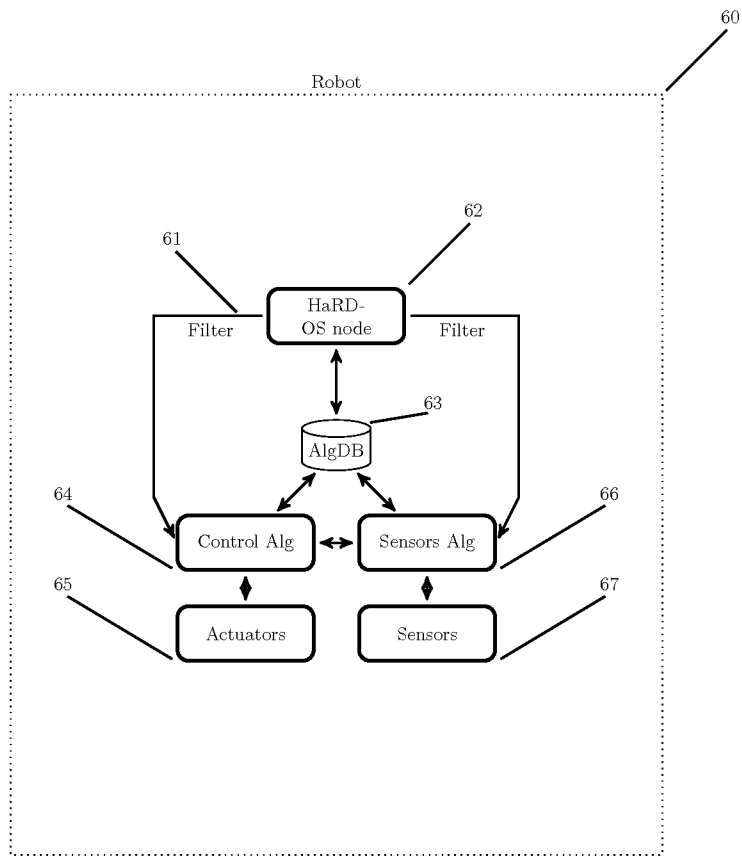 60
Robot
62
61
HaRD-
OS node
Filter
Filter
63
AlgDB
64
66
Control Alg
Sensors Alg
65
67
Actuators
Sensors